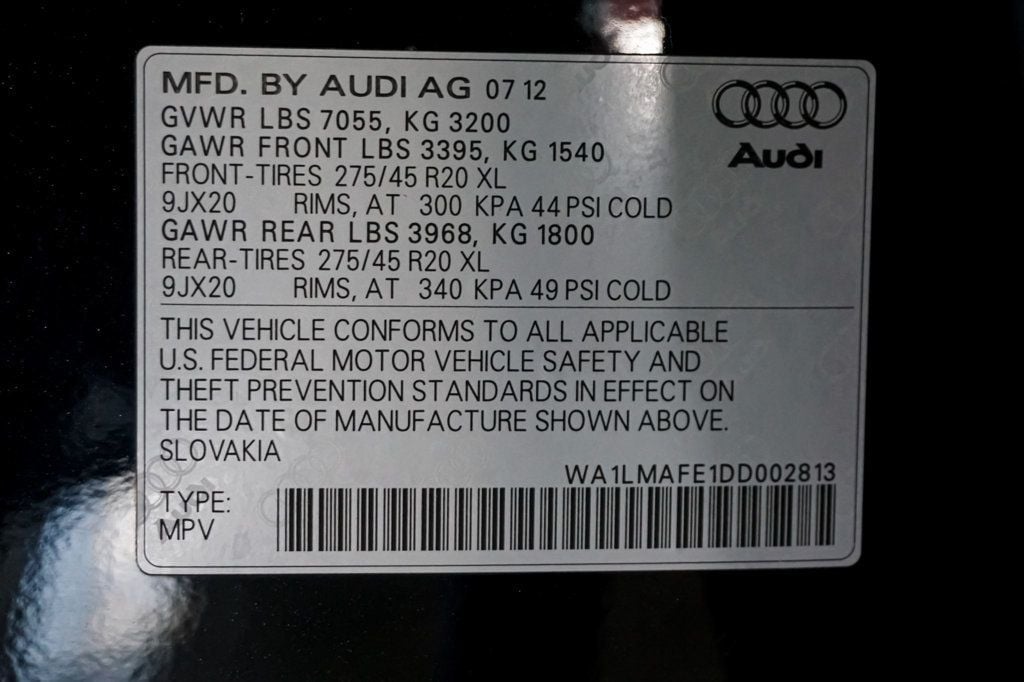 MFD. BY AUDI AG 07 12
GVWR LBS 7055, KG 3200
GAWR FRONT LBS 3395, KG 1540
FRONT-TIRES 275/45 R20 XL
9JX20 RIMS, AT 300 KPA 44 PSI COLD
GAWR REAR LBS 3968, KG 1800
REAR-TIRES 275/45 R20 XL
9JX20 RIMS, AT 340 KPA 49 PSI COLD
Audi
THIS VEHICLE CONFORMS TO ALL APPLICABLE
U.S. FEDERAL MOTOR VEHICLE SAFETY AND
THEFT PREVENTION STANDARDS IN EFFECT ON
THE DATE OF MANUFACTURE SHOWN ABOVE.
SLOVAKIA
WA1LMAFE1DD002813
TYPE:
MPV